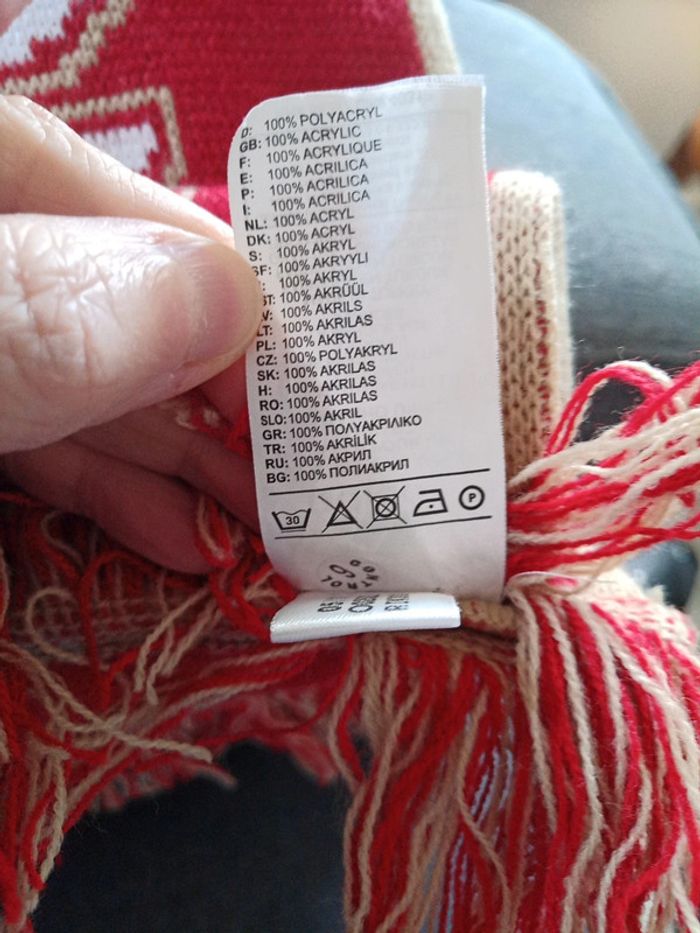 D: 100% POLYACRYL
GB: 100% ACRYLIC
F: 100% ACRYLIQUE
E: 100% ACRILICA
P: 100% ACRILICA
I: 100% ACRILICA
NL: 100% ACRYL
DK: 100% ACRYL
S: 100% AKRYL
SF: 100% AKRYYLI
: 100% AKRYL
ST: 100% AKRÜÜL
LV: 100% AKRILS
LT: 100% AKRILAS
PL: 100% AKRYL
CZ: 100% POLYAKRYL
SK: 100% AKRILAS
H: 100% AKRILAS
RO: 100% AKRILAS
SLO: 100% AKRIL
GR: 100% ΠΟΛΥΑΚΡΙΛΙΚΟ
TR: 100% AKRİLİK
RU: 100% АКРИЛ
BG: 100% ПОЛИАКРИЛ
30
P